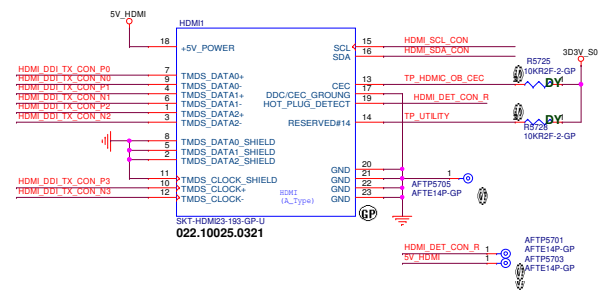 5V_HDMI
HDMI1
18 +5V_POWER
SCL 15 HDMI_SCL_CON
SDA 16 HDMI_SDA_CON
3D3V_S0
R5725
10KR2F-2-GP
DY
HDMI_DDI_TX_CON_P0 7 TMDS_DATA0+
HDMI_DDI_TX_CON_N0 9 TMDS_DATA0-
HDMI_DDI_TX_CON_P1 4 TMDS_DATA1+
HDMI_DDI_TX_CON_N1 6 TMDS_DATA1-
HDMI_DDI_TX_CON_P2 1 TMDS_DATA2+
HDMI_DDI_TX_CON_N2 3 TMDS_DATA2-
CEC 13 TP_HDMIC_OB_CEC
DDC/CEC_GROUNG 17
HOT_PLUG_DETECT 19 HDMI_DET_CON_R
RESERVED#14 14 TP_UTILITY
DY
R5728
10KR2F-2-GP
8 TMDS_DATA0_SHIELD
5 TMDS_DATA1_SHIELD
2 TMDS_DATA2_SHIELD
11 TMDS_CLOCK_SHIELD
HDMI_DDI_TX_CON_P3 10 TMDS_CLOCK+
HDMI_DDI_TX_CON_N3 12 TMDS_CLOCK-
GND 20
GND 21
GND 22
GND 23
1
AFTP5705
AFTE14P-GP
HDMI
(A_Type)
GP
SKT-HDMI23-193-GP-U
022.10025.0321
HDMI_DET_CON_R 1
5V_HDMI 1
AFTP5701
AFTE14P-GP
AFTP5703
AFTE14P-GP